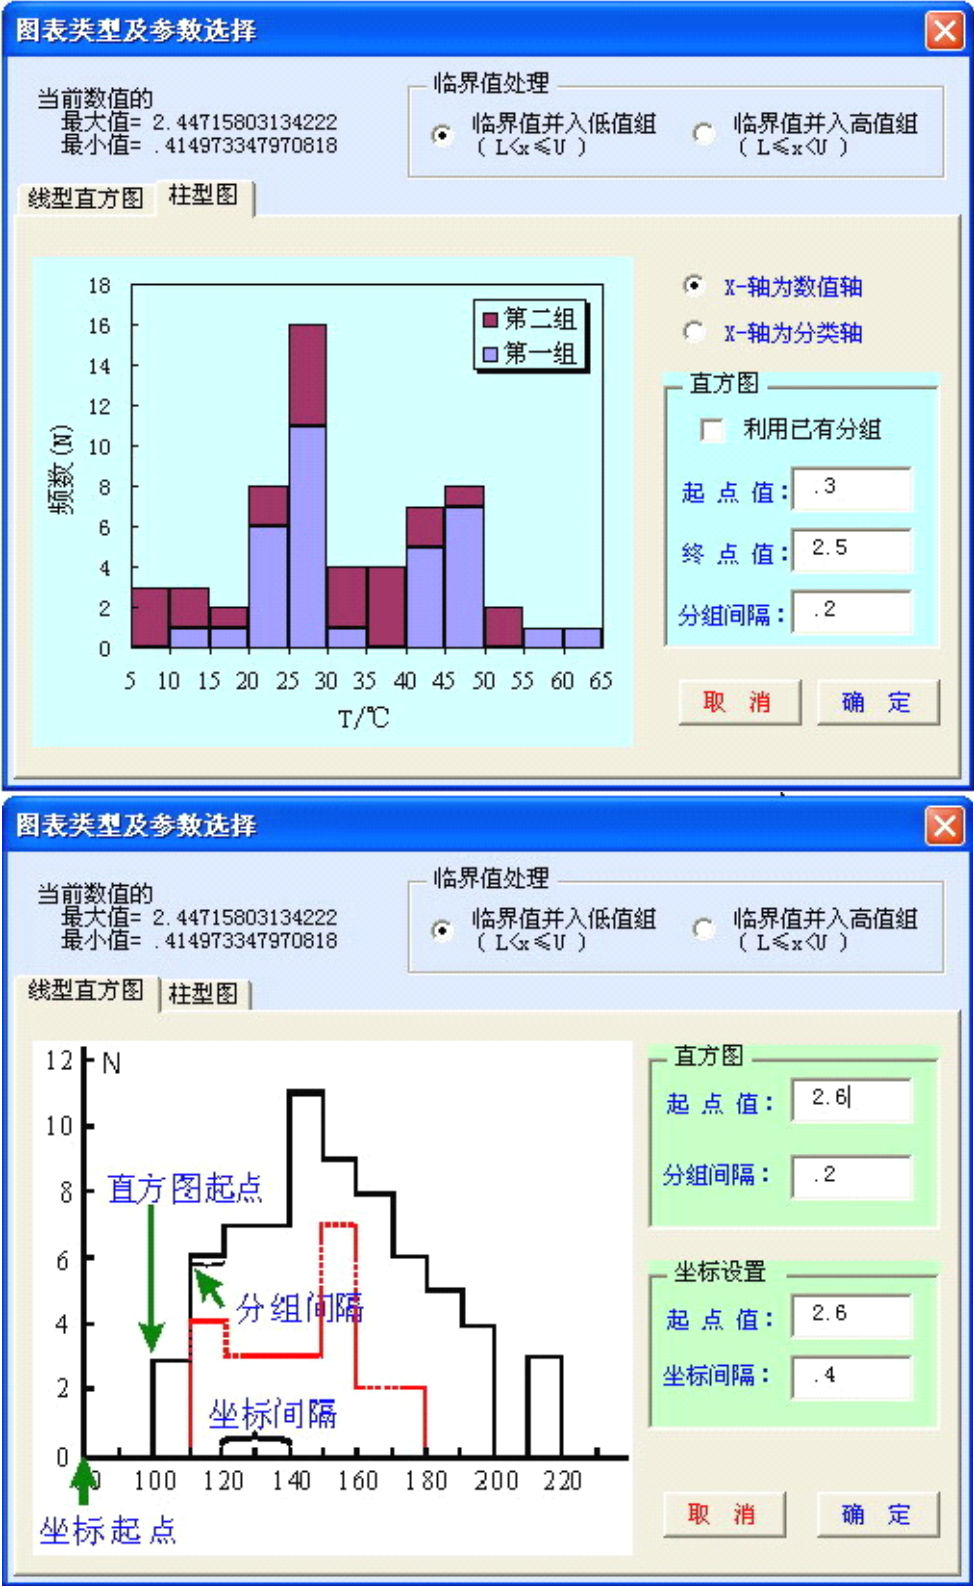 图表类型及参数选择
当前数值的
最大值= 2.44715803134222
最小值= .414973347970818
临界值处理
临界值并入低值组
( L<x≤U )
临界值并入高值组
( L≤x<U )
线型直方图
柱型图
18
16
14
12
10
8
6
4
2
0
频数(N)
第二组
第一组
5 10 15 20 25 30 35 40 45 50 55 60 65
T/℃
X-轴为数值轴
X-轴为分类轴
直方图
利用已有分组
起 点 值: .3
终 点 值: 2.5
分组间隔: .2
取 消
确 定
图表类型及参数选择
当前数值的
最大值= 2.44715803134222
最小值= .414973347970818
临界值处理
临界值并入低值组
( L<x≤U )
临界值并入高值组
( L≤x<U )
线型直方图
柱型图
12 N
10
8
6
4
2
0
直方图起点
分组间隔
坐标间隔
100 120 140 160 180 200 220
坐标起点
直方图
起 点 值: 2.6
分组间隔: .2
坐标设置
起 点 值: 2.6
坐标间隔: .4
取 消
确 定